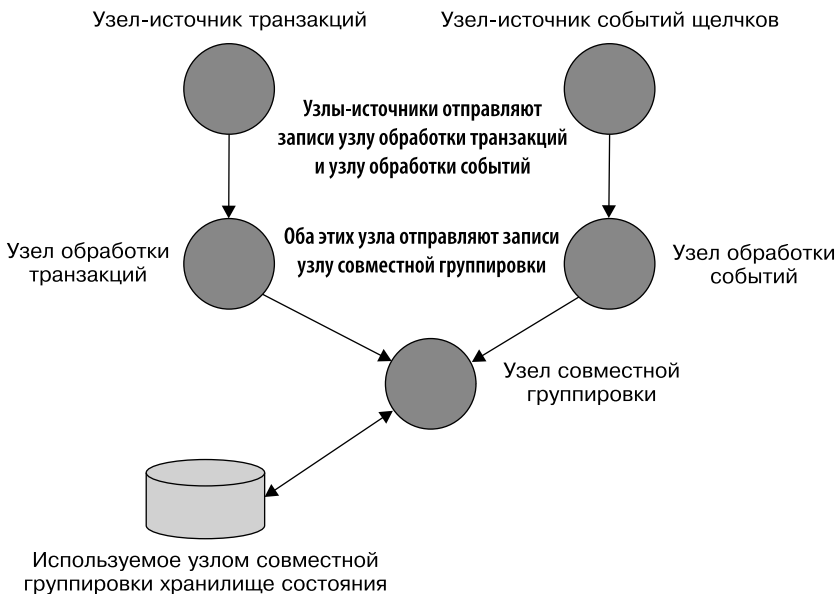 Узел-источник транзакций
Узел-источник событий щелчков
Узлы-источники отправляют
записи узлу обработки транзакций
и узлу обработки событий
Узел обработки
транзакций
Оба этих узла отправляют записи
узлу совместной группировки
Узел обработки
событий
Узел совместной
группировки
Используемое узлом совместной
группировки хранилище состояния